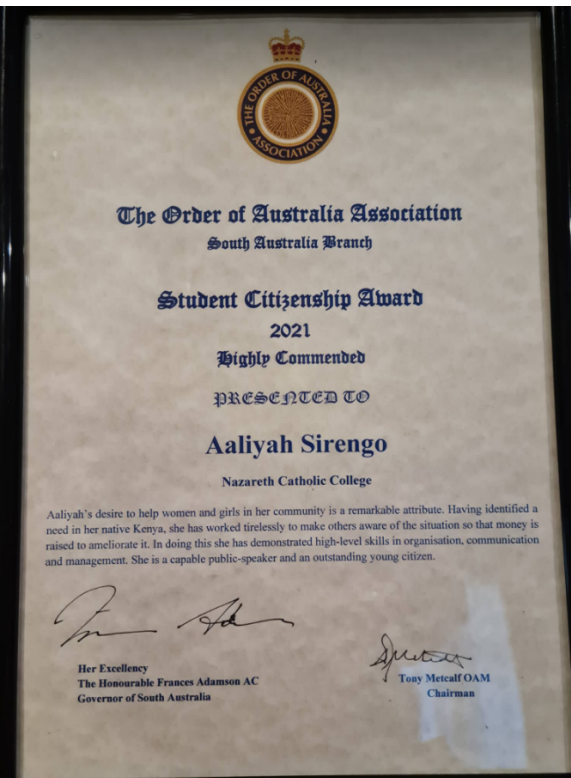 THE ORDER OF AUSTRALIA
ASSOCIATION
The Order of Australia Association
South Australia Branch
Student Citizenship Award
2021
Highly Commended
PRESENTED TO
Aaliyah Sirengo
Nazareth Catholic College
Aaliyah's desire to help women and girls in her community is a remarkable attribute. Having identified a
need in her native Kenya, she has worked tirelessly to make others aware of the situation so that money is
raised to ameliorate it. In doing this she has demonstrated high-level skills in organisation, communication
and management. She is a capable public-speaker and an outstanding young citizen.
Her Excellency
The Honourable Frances Adamson AC
Governor of South Australia
Tony Metcalf OAM
Chairman